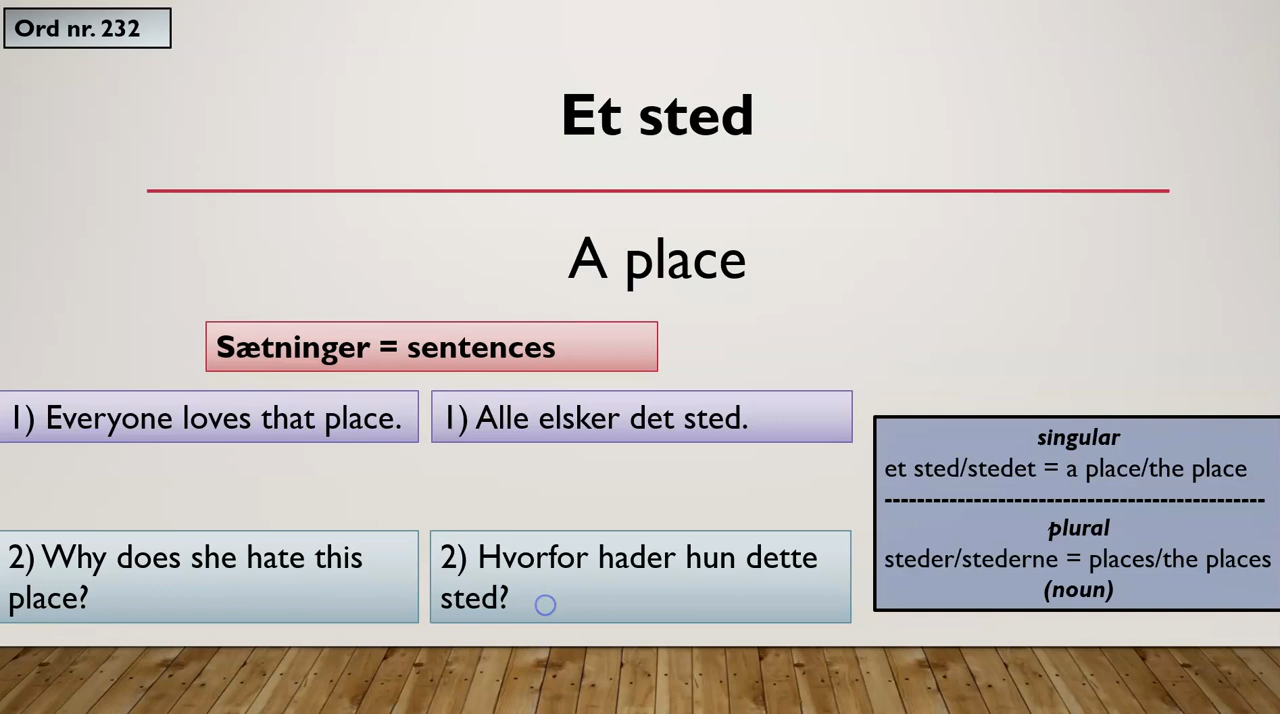 Ord nr. 232
Et sted
A place
Sætninger = sentences
1) Everyone loves that place.
1) Alle elsker det sted.
2) Why does she hate this
place?
2) Hvorfor hader hun dette
sted?
singular
et sted/stedet = a place/the place
-----------------------------------------------
plural
steder/stederne = places/the places
(noun)